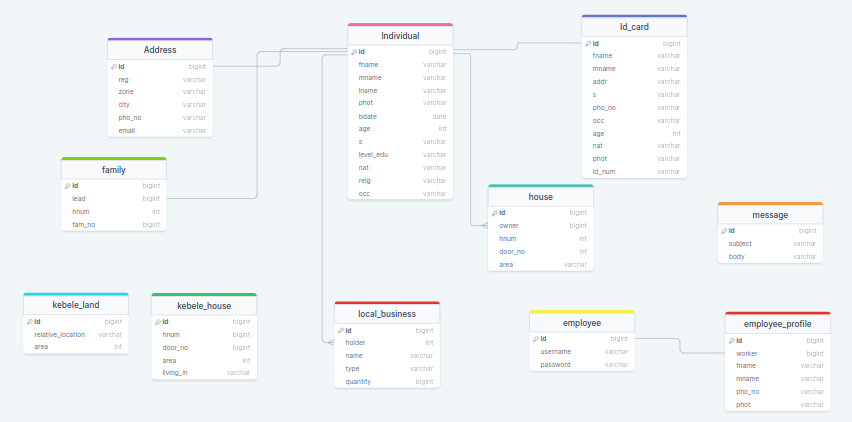 Address
id bigint
reg varchar
zone varchar
city varchar
pho_no varchar
email varchar
Individual
id bigint
fname varchar
mname varchar
lname varchar
phot varchar
bdate date
age int
s varchar
level_edu varchar
nat varchar
relg varchar
occ varchar
Id_card
id bigint
fname varchar
mname varchar
addr varchar
s varchar
pho_no varchar
occ varchar
age int
nat varchar
phot varchar
id_num varchar
family
id bigint
lead bigint
hnum int
fam_no bigint
house
id bigint
owner bigint
hnum int
door_no int
area varchar
message
id bigint
subject varchar
body varchar
kebele_land
id bigint
relative_location varchar
area int
kebele_house
id bigint
hnum bigint
door_no bigint
area int
living_in varchar
local_business
id bigint
holder int
name varchar
type varchar
quantity bigint
employee
id bigint
username varchar
password varchar
employee_profile
id bigint
worker bigint
fname varchar
mname varchar
pho_no varchar
phot varchar